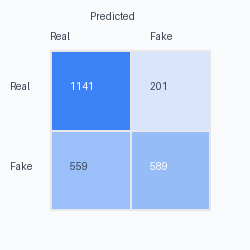 Predicted
Real Fake
Real 1141 201
Fake 559 589